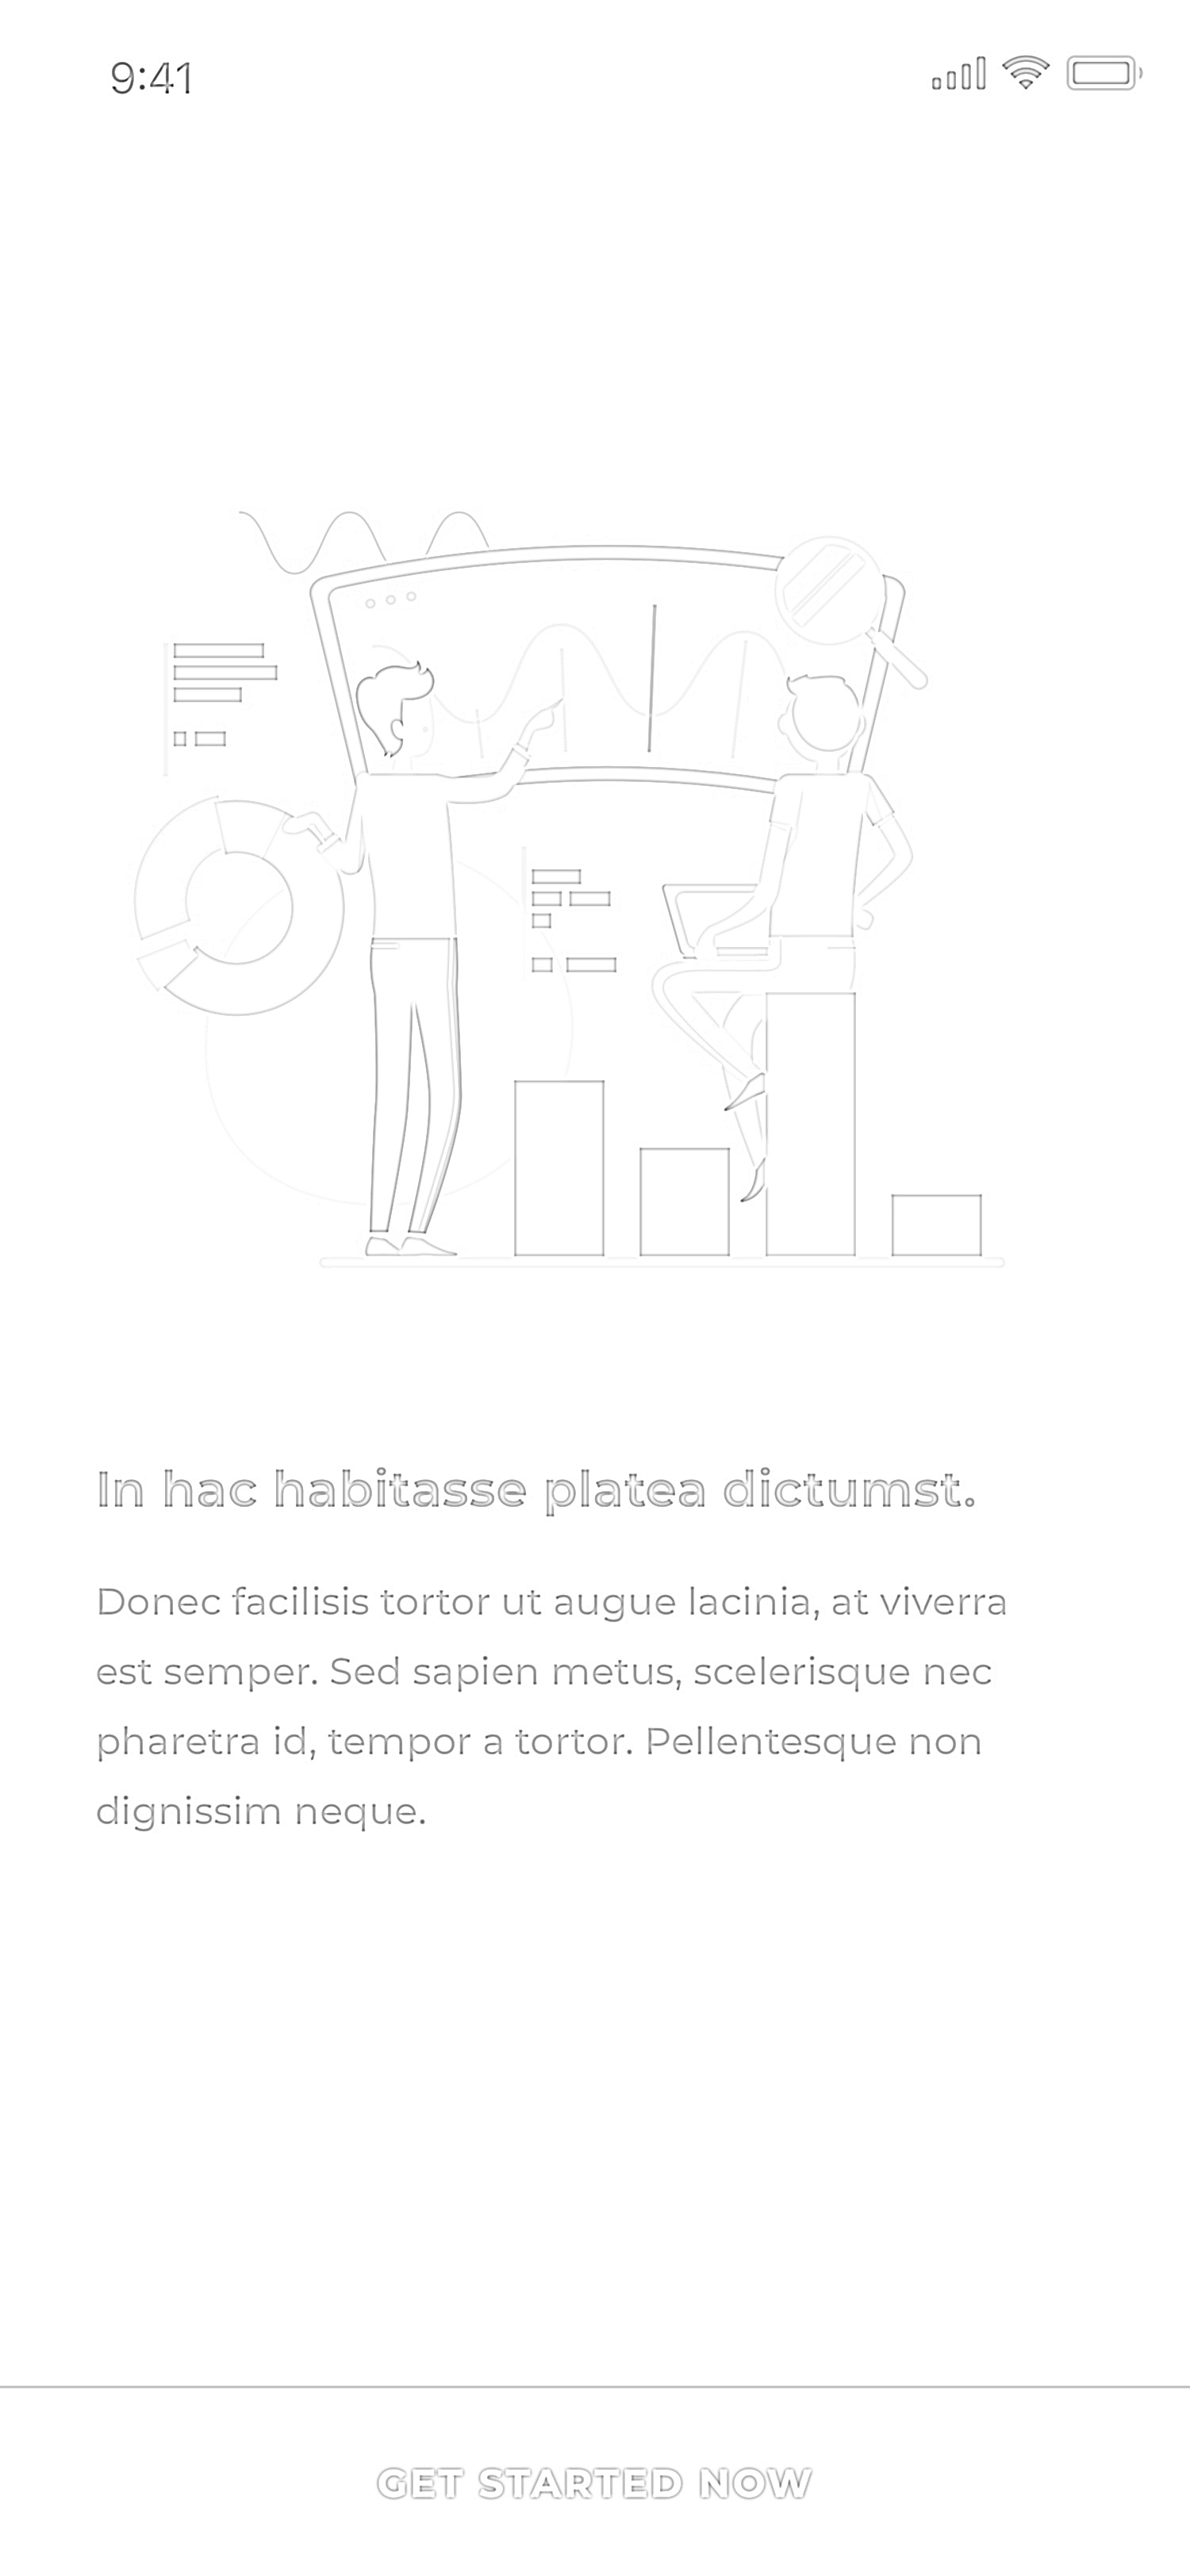 9:41
In hac habitasse platea dictumst.
Donec facilisis tortor ut augue lacinia, at viverra
est semper. Sed sapien metus, scelerisque nec
pharetra id, tempor a tortor. Pellentesque non
dignissim neque.
GET STARTED NOW